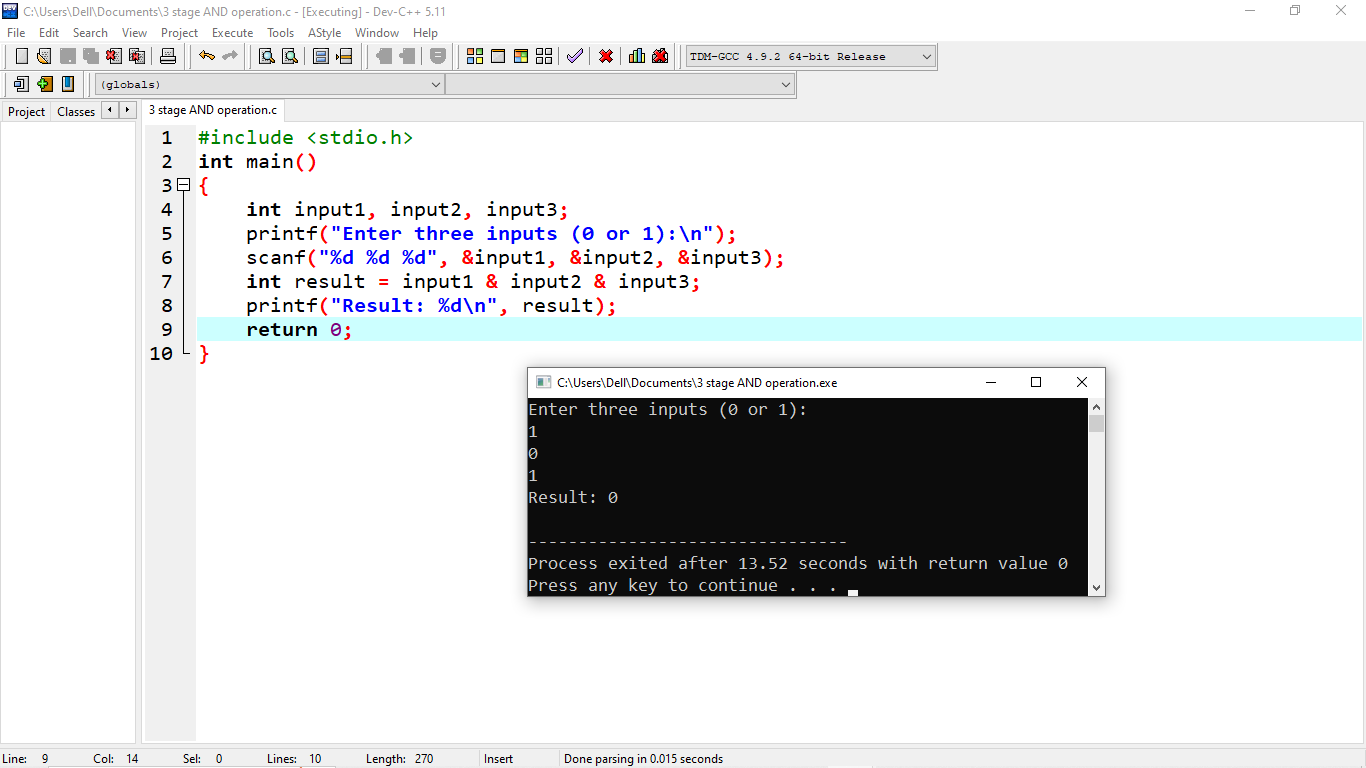 C:\Users\Dell\Documents\3 stage AND operation.c - [Executing] - Dev-C++ 5.11
File Edit Search View Project Execute Tools AStyle Window Help
TDM-GCC 4.9.2 64-bit Release
(globals)
Project Classes 3 stage AND operation.c
1 #include <stdio.h>
2 int main()
3 {
4 int input1, input2, input3;
5 printf("Enter three inputs (0 or 1):\n");
6 scanf("%d %d %d", &input1, &input2, &input3);
7 int result = input1 & input2 & input3;
8 printf("Result: %d\n", result);
9 return 0;
10 }
C:\Users\Dell\Documents\3 stage AND operation.exe
Enter three inputs (0 or 1):
1
0
1
Result: 0
--------------------------------
Process exited after 13.52 seconds with return value 0
Press any key to continue . . .
Line: 9 Col: 14 Sel: 0 Lines: 10 Length: 270 Insert Done parsing in 0.015 seconds